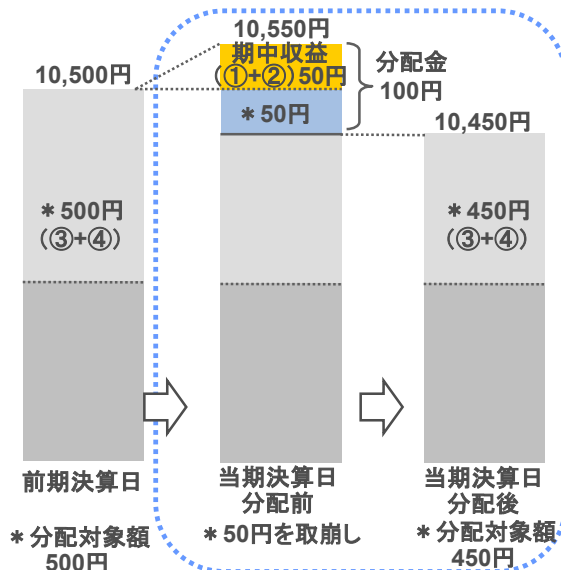 10,500円
*500円
(③+④)
前期決算日
*分配対象額
500円
10,550円
期中収益
(①+②)50円
*50円
分配金
100円
当期決算日
分配前
*50円を取崩し
10,450円
*450円
(③+④)
当期決算日
分配後
*分配対象額
450円